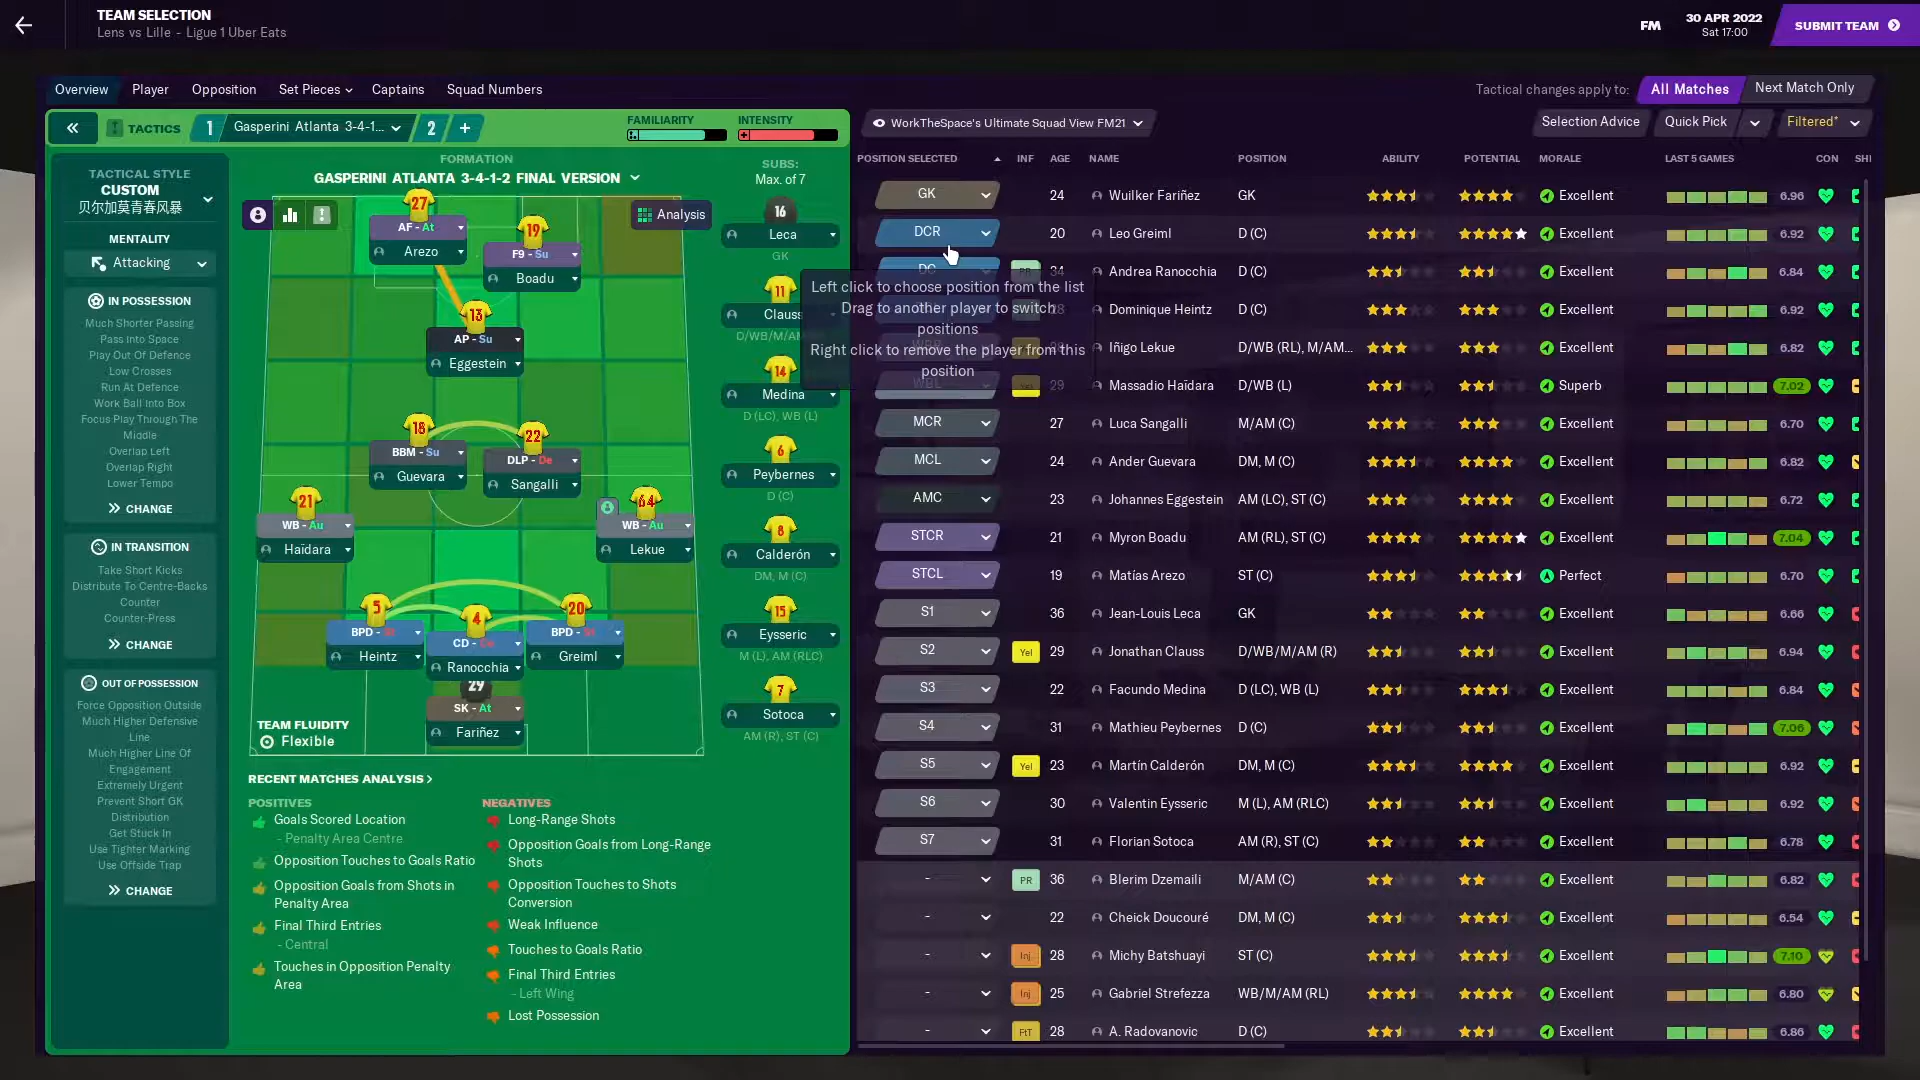 TEAM SELECTION
Lens vs Lille - Ligue 1 Uber Eats
FM
30 APR 2022
Sat 17:00
SUBMIT TEAM
Overview Player Opposition Set Pieces Captains Squad Numbers
Tactical changes apply to: All Matches Next Match Only
TACTICS 1 Gasperini Atlanta 3-4-1... 2 +
FAMILIARITY
INTENSITY
TACTICAL STYLE
CUSTOM
贝尔加莫青春风暴
MENTALITY
Attacking
IN POSSESSION
Much Shorter Passing
Pass Into Space
Play Out Of Defence
Low Crosses
Run At Defence
Work Ball Into Box
Focus Play Through The
Middle
Overlap Left
Overlap Right
Lower Tempo
CHANGE
IN TRANSITION
Take Short Kicks
Distribute To Centre-Backs
Counter
Counter-Press
CHANGE
OUT OF POSSESSION
Force Opposition Outside
Much Higher Defensive
Line
Much Higher Line Of
Engagement
Extremely Urgent
Prevent Short GK
Distribution
Get Stuck In
Use Tighter Marking
Use Offside Trap
CHANGE
FORMATION
GASPERINI ATLANTA 3-4-1-2 FINAL VERSION
Analysis
27
AF - At
Arezo
19
F9 - Su
Boadu
13
AP - Su
Eggestein
18
BBM - Su
Guevara
22
DLP - De
Sangalli
21
WB - Au
Haïdara
64
WB - Au
Lekue
5
BPD -
Heintz
4
CD -
Ranocchia
20
BPD -
Greiml
29
SK - At
Fariñez
TEAM FLUIDITY
Flexible
SUBS:
Max. of 7
16
Leca
GK
11
Clauss
D/WB/M/AM
14
Medina
D (LC), WB (L)
6
Peybernes
D (C)
8
Calderón
DM, M (C)
15
Eysseric
M (L), AM (RLC)
7
Sotoca
AM (R), ST (C)
RECENT MATCHES ANALYSIS >
POSITIVES
Goals Scored Location
- Penalty Area Centre
Opposition Touches to Goals Ratio
Opposition Goals from Shots in
Penalty Area
Final Third Entries
- Central
Touches in Opposition Penalty
Area
NEGATIVES
Long-Range Shots
Opposition Goals from Long-Range
Shots
Opposition Touches to Shots
Conversion
Weak Influence
Touches to Goals Ratio
Final Third Entries
- Left Wing
Lost Possession
WorkTheSpace's Ultimate Squad View FM21
Selection Advice Quick Pick Filtered*
POSITION SELECTED INF AGE NAME POSITION ABILITY POTENTIAL MORALE LAST 5 GAMES CON SHI
GK 24 Wuilker Fariñez GK Excellent 6.96
DCR 20 Leo Greiml D (C) Excellent 6.92
DC PR 34 Andrea Ranocchia D (C) Excellent 6.84
28 Dominique Heintz D (C) Excellent 6.92
Iñigo Lekue D/WB (RL), M/AM... Excellent 6.82
WBL 29 Massadio Haïdara D/WB (L) Superb 7.02
MCR 27 Luca Sangalli M/AM (C) Excellent 6.70
MCL 24 Ander Guevara DM, M (C) Excellent 6.82
AMC 23 Johannes Eggestein AM (LC), ST (C) Excellent 6.72
STCR 21 Myron Boadu AM (RL), ST (C) Excellent 7.04
STCL 19 Matías Arezo ST (C) Perfect 6.70
S1 36 Jean-Louis Leca GK Excellent 6.66
S2 Yel 29 Jonathan Clauss D/WB/M/AM (R) Excellent 6.94
S3 22 Facundo Medina D (LC), WB (L) Excellent 6.84
S4 31 Mathieu Peybernes D (C) Excellent 7.06
S5 Yel 23 Martín Calderón DM, M (C) Excellent 6.92
S6 30 Valentin Eysseric M (L), AM (RLC) Excellent 6.92
S7 31 Florian Sotoca AM (R), ST (C) Excellent 6.78
- PR 36 Blerim Dzemaili M/AM (C) Excellent 6.82
- 22 Cheick Doucouré DM, M (C) Excellent 6.54
- Inj 28 Michy Batshuayi ST (C) Excellent 7.10
- Inj 25 Gabriel Strefezza WB/M/AM (RL) Excellent 6.80
- FtT 28 A. Radovanovic D (C) Excellent 6.86
Left click to choose position from the list
Drag to another player to switch
positions
Right click to remove the player from this
position